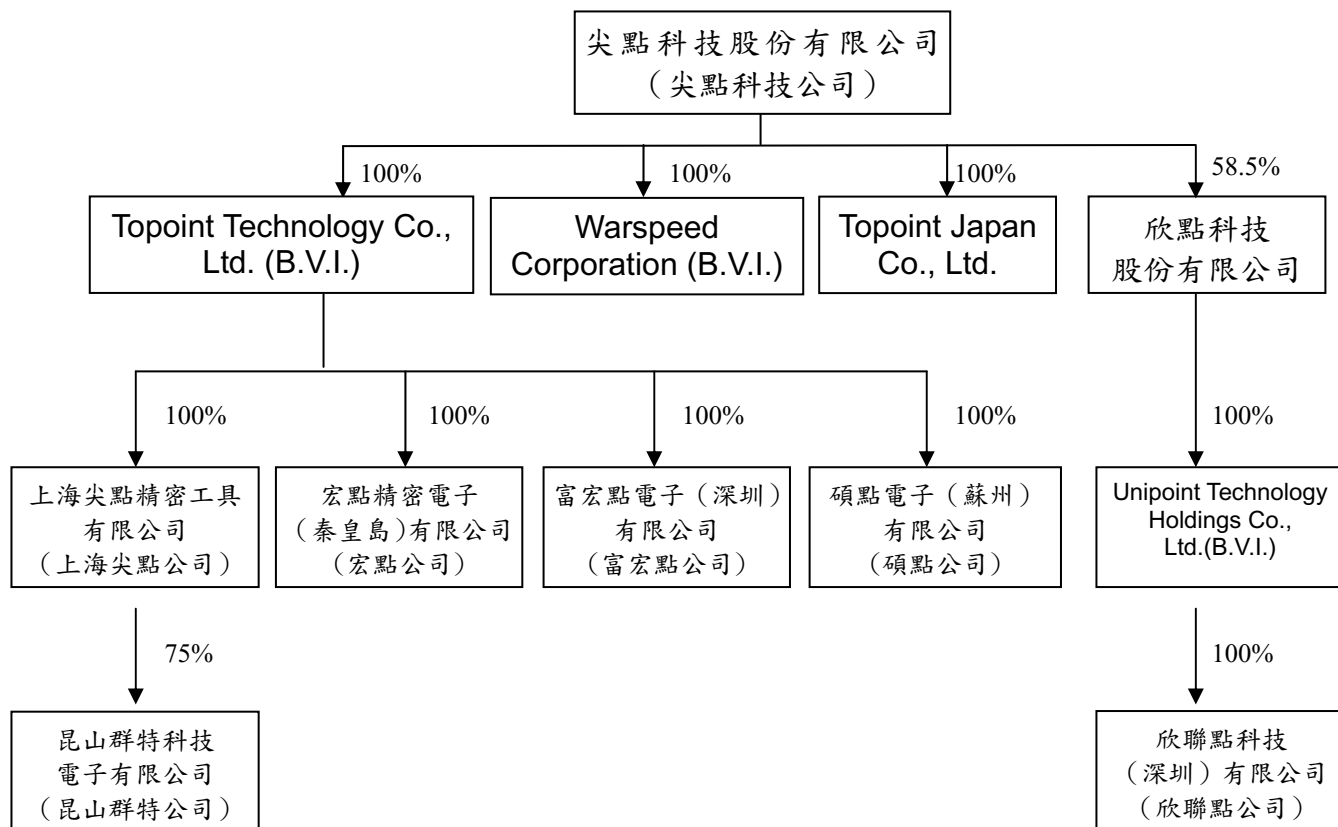 尖點科技股份有限公司
（尖點科技公司）
100%
100%
100%
58.5%
Topoint Technology Co.,
Ltd. (B.V.I.)
Warspeed
Corporation (B.V.I.)
Topoint Japan
Co., Ltd.
欣點科技
股份有限公司
100%
100%
100%
100%
100%
上海尖點精密工具
有限公司
（上海尖點公司）
宏點精密電子
（秦皇島)有限公司
(宏點公司）
富宏點電子（深圳）
有限公司
（富宏點公司）
碩點電子（蘇州）
有限公司
(碩點公司）
Unipoint Technology
Holdings Co.,
Ltd.(B.V.I.)
75%
100%
昆山群特科技
電子有限公司
（昆山群特公司）
欣聯點科技
（深圳）有限公司
（欣聯點公司）